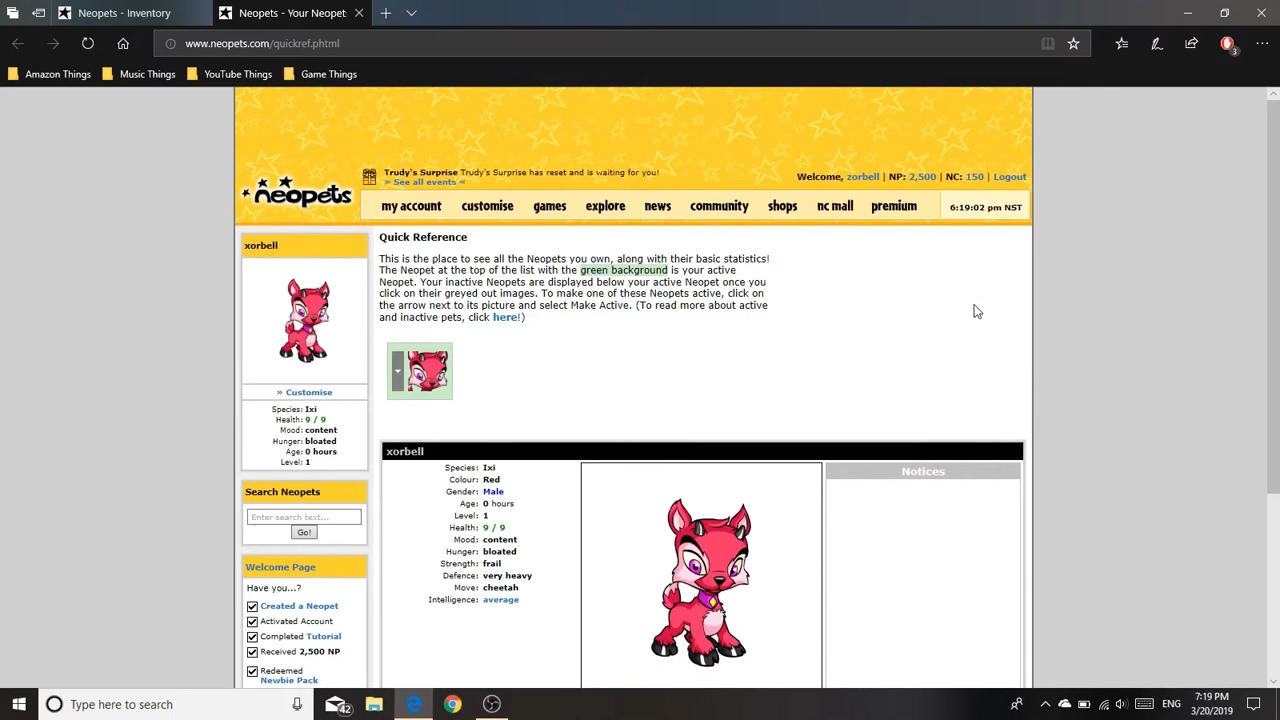 Neopets - Inventory
Neopets - Your Neopet
www.neopets.com/quickref.phtml
3
Amazon Things
Music Things
YouTube Things
Game Things
neopets
Trudy's Surprise Trudy's Surprise has reset and is waiting for you!
» See all events «
Welcome, zorbell | NP: 2,500 | NC: 150 | Logout
my account
customise
games
explore
news
community
shops
nc mall
premium
6:19:02 pm NST
xorbell
» Customise
Species: Ixi
Health: 9 / 9
Mood: content
Hunger: bloated
Age: 0 hours
Level: 1
Search Neopets
Enter search text...
Go!
Welcome Page
Have you...?
Created a Neopet
Activated Account
Completed Tutorial
Received 2,500 NP
Redeemed
Newbie Pack
Quick Reference
This is the place to see all the Neopets you own, along with their basic statistics!
The Neopet at the top of the list with the green background is your active
Neopet. Your inactive Neopets are displayed below your active Neopet once you
click on their greyed out images. To make one of these Neopets active, click on
the arrow next to its picture and select Make Active. (To read more about active
and inactive pets, click here!)
xorbell
Species: Ixi
Colour: Red
Gender: Male
Age: 0 hours
Level: 1
Health: 9 / 9
Mood: content
Hunger: bloated
Strength: frail
Defence: very heavy
Move: cheetah
Intelligence: average
Notices
Type here to search
42
ENG
7:19 PM
3/20/2019